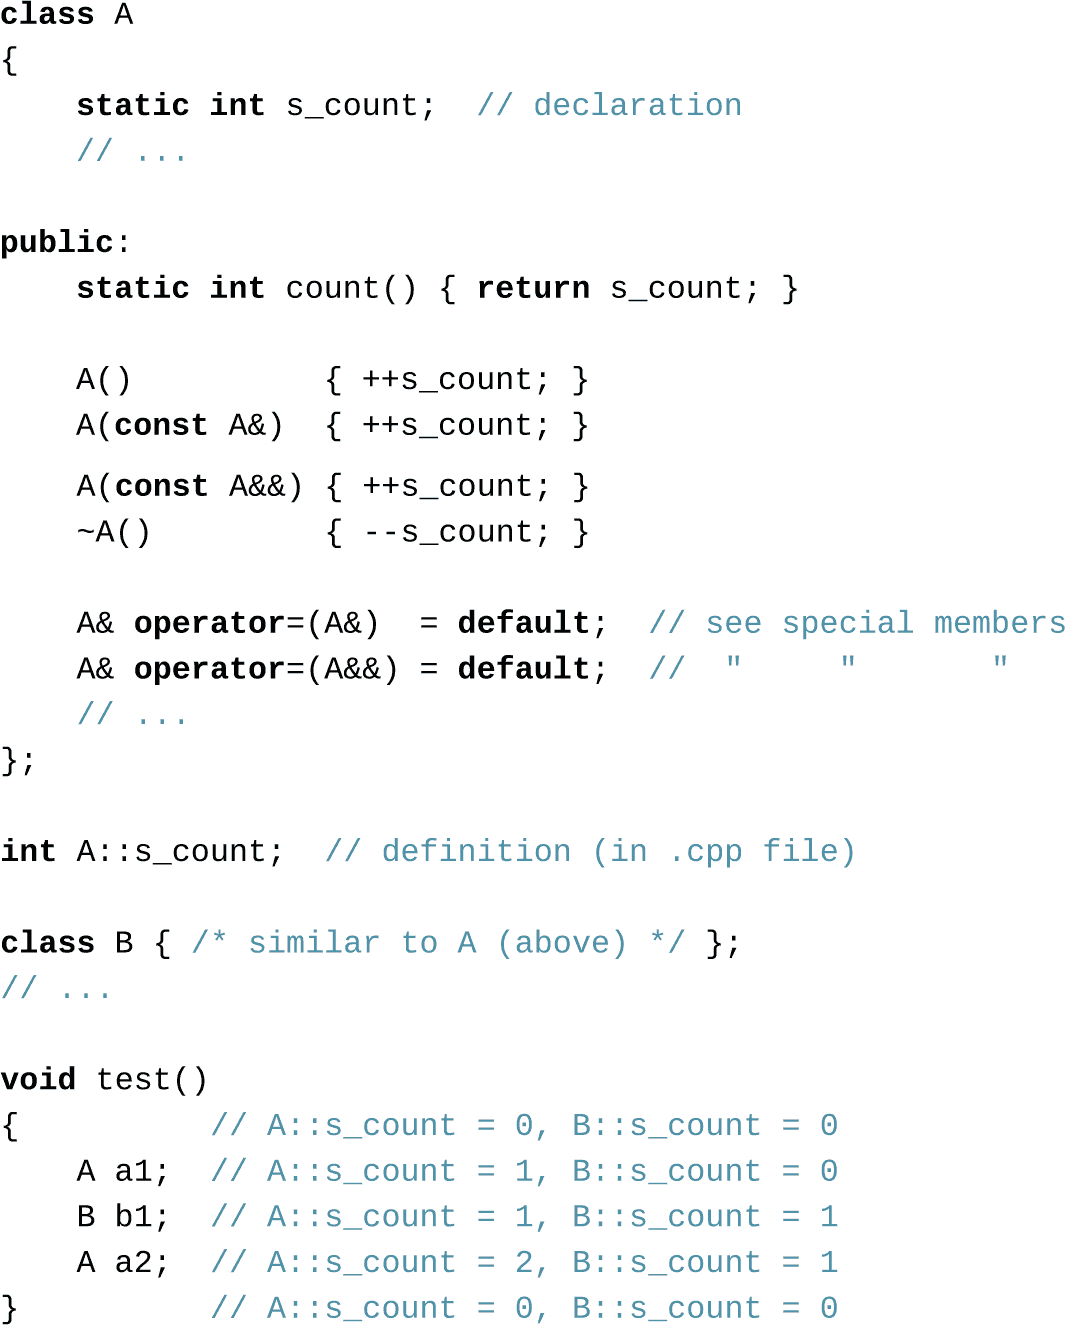 class A
{
    static int s_count;  // declaration
    // ...

public:
    static int count() { return s_count; }

    A()          { ++s_count; }
    A(const A&)  { ++s_count; }
    A(const A&&) { ++s_count; }
    ~A()         { --s_count; }

    A& operator=(A&)  = default;  // see special members
    A& operator=(A&&) = default;  //  "     "       "
    // ...
};

int A::s_count;  // definition (in .cpp file)

class B { /* similar to A (above) */ };
// ...

void test()
{          // A::s_count = 0, B::s_count = 0
    A a1;  // A::s_count = 1, B::s_count = 0
    B b1;  // A::s_count = 1, B::s_count = 1
    A a2;  // A::s_count = 2, B::s_count = 1
}          // A::s_count = 0, B::s_count = 0